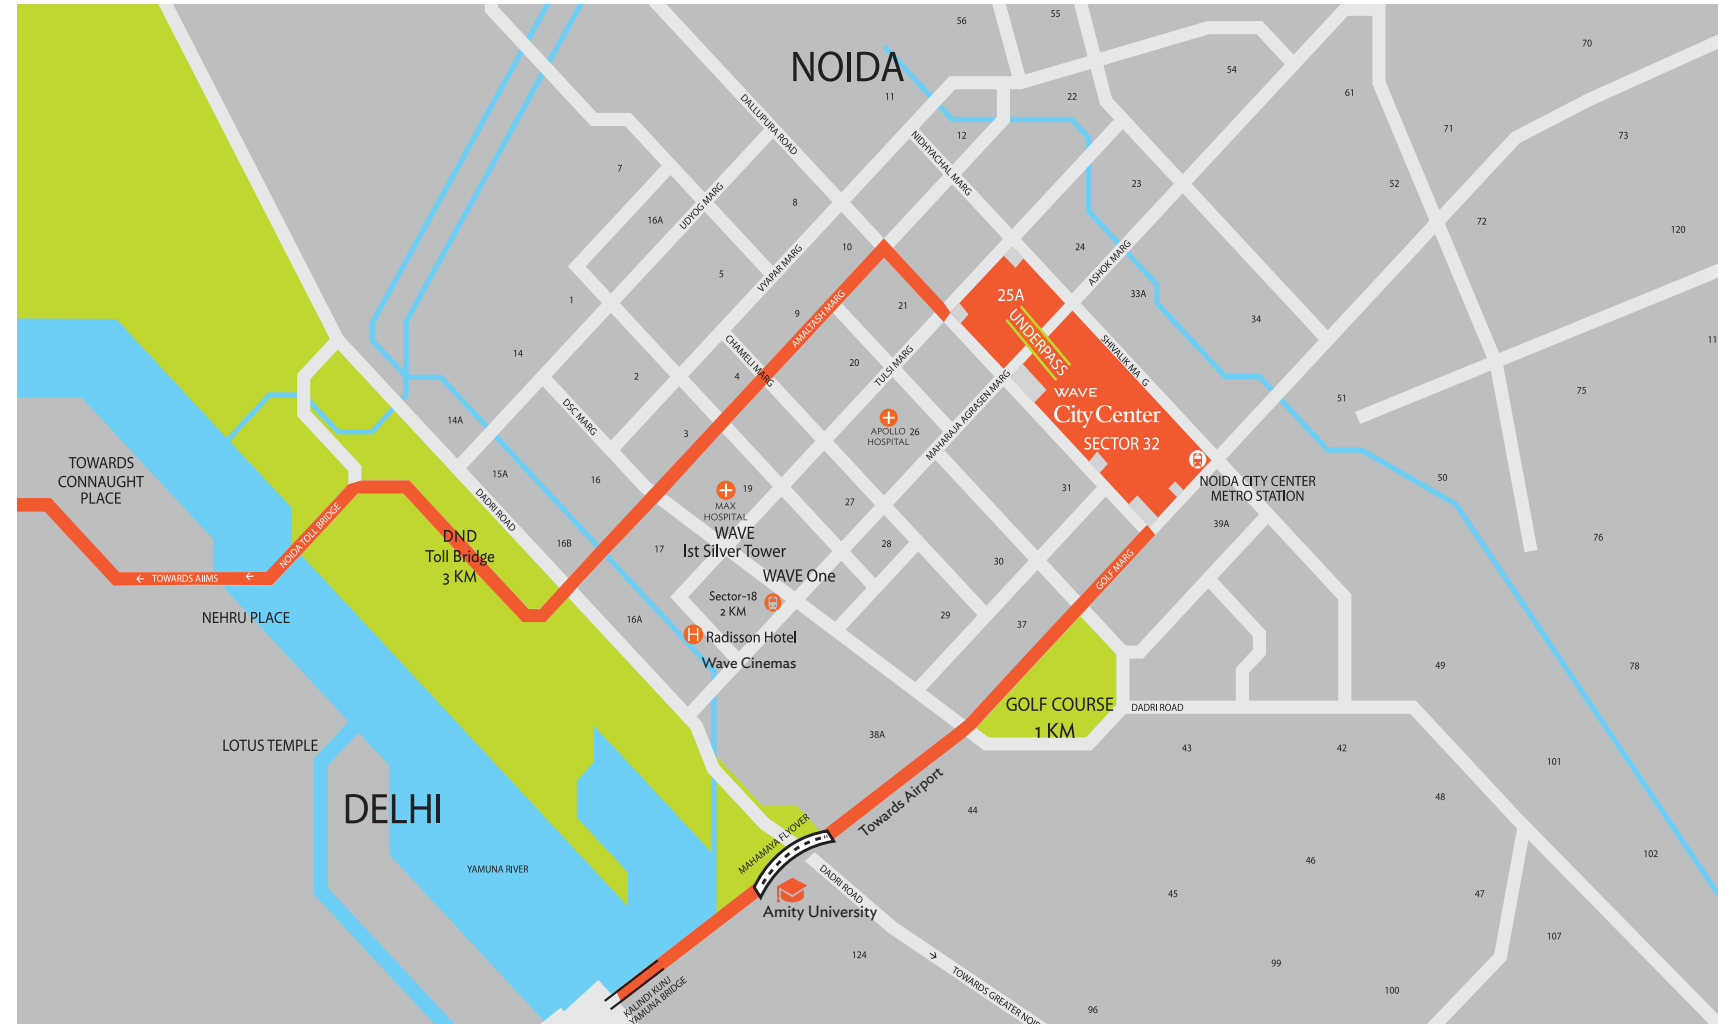 56
55
70
NOIDA
54
11
22
61
DALLUPURA ROAD
12
NIDHYACHAL MARG
71
73
7
23
52
UDYOG MARG
8
16A
72
120
10
24
VYAPAR MARG
ASHOK MARG
5
25A
33A
1
9
21
AMALTASH MARG
34
UNDERPASS
14
CHAMELI MARG
20
TULSI MARG
SHIVALIK MA G
11
2
4
WAVE
City Center
SECTOR 32
75
51
DSC MARG
14A
APOLLO
HOSPITAL
26
MAHARAJA AGRASEN MARG
3
TOWARDS
CONNAUGHT
PLACE
15A
16
19
MAX
HOSPITAL
27
31
NOIDA CITY CENTER
METRO STATION
50
DADRI ROAD
39A
NOIDA TOLL BRIDGE
DND
Toll Bridge
3 KM
16B
17
WAVE
Ist Silver Tower
28
76
TOWARDS AIIMS
WAVE One
30
GOLF MARG
Sector-18
2 KM
NEHRU PLACE
16A
29
37
Radisson Hotel
Wave Cinemas
49
78
GOLF COURSE
1 KM
DADRI ROAD
LOTUS TEMPLE
38A
43
42
101
DELHI
Towards Airport
44
48
MAHAMAYA FLYOVER
YAMUNA RIVER
46
102
DADRI ROAD
45
47
Amity University
107
124
99
TOWARDS GREATER NOID
100
KALINDI KUNJ
YAMUNA BRIDGE
96